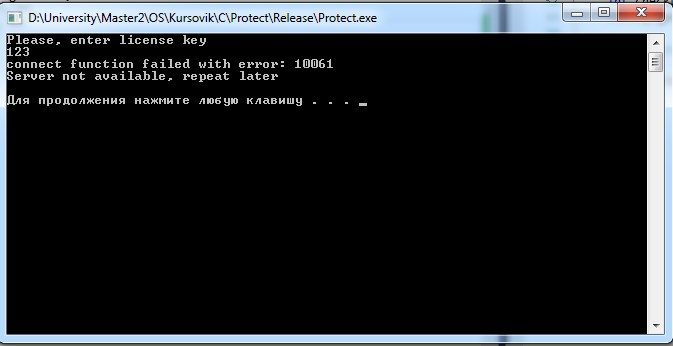 D:\University\Master2\OS\Kursovik\C\Protect\Release\Protect.exe
Please, enter license key
123
connect function failed with error: 10061
Server not available, repeat later
Для продолжения нажмите любую клавишу . . . _